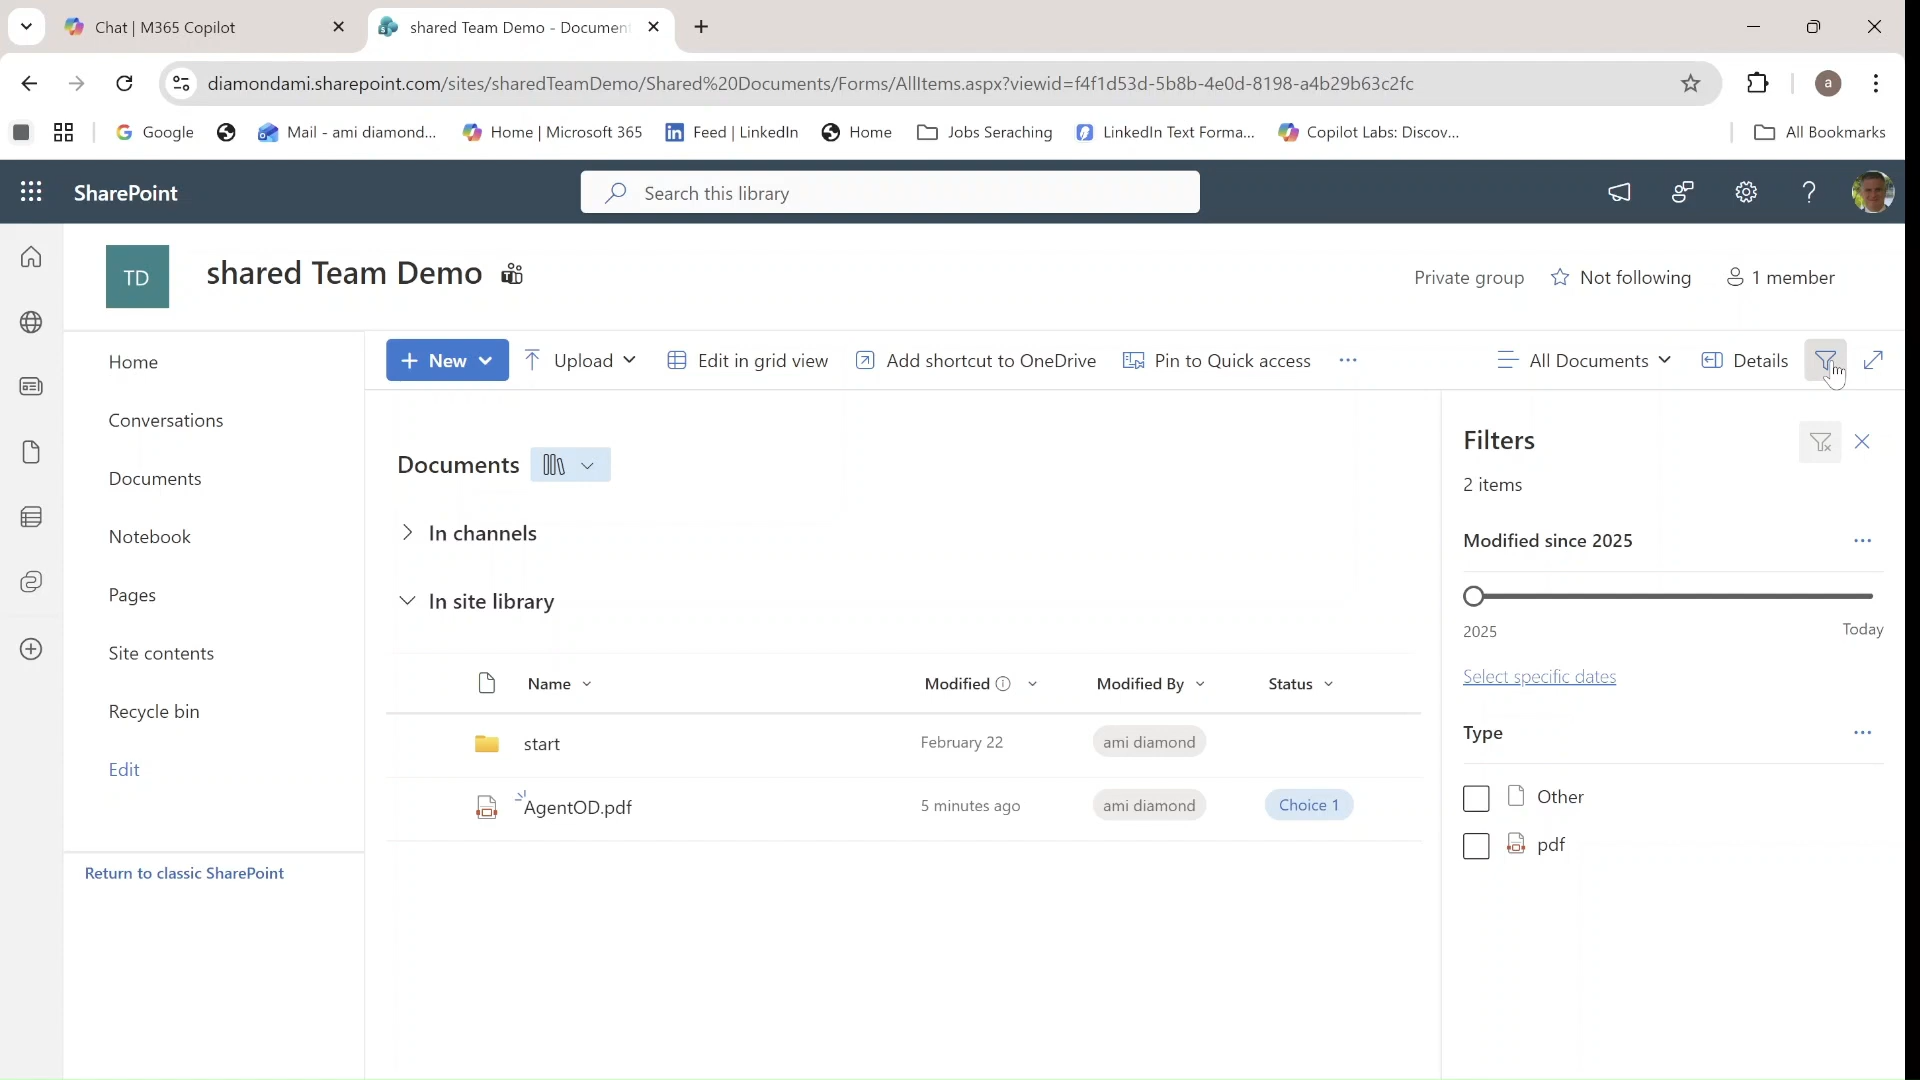 Chat | M365 Copilot
shared Team Demo - Document
diamondami.sharepoint.com/sites/sharedTeamDemo/Shared%20Documents/Forms/AllItems.aspx?viewid=f4f1d53d-5b8b-4e0d-8198-a4b29b63c2fc
a
Google
Mail - ami diamond...
Home | Microsoft 365
Feed | LinkedIn
Home
Jobs Seraching
LinkedIn Text Forma...
Copilot Labs: Discov...
All Bookmarks
SharePoint
Search this library
TD
shared Team Demo
Private group
Not following
1 member
Home
Conversations
Documents
Notebook
Pages
Site contents
Recycle bin
Edit
Return to classic SharePoint
New
Upload
Edit in grid view
Add shortcut to OneDrive
Pin to Quick access
All Documents
Details
Documents
In channels
In site library
Name
Modified
Modified By
Status
start
February 22
ami diamond
AgentOD.pdf
5 minutes ago
ami diamond
Choice 1
Filters
2 items
Modified since 2025
2025
Today
Select specific dates
Type
Other
pdf